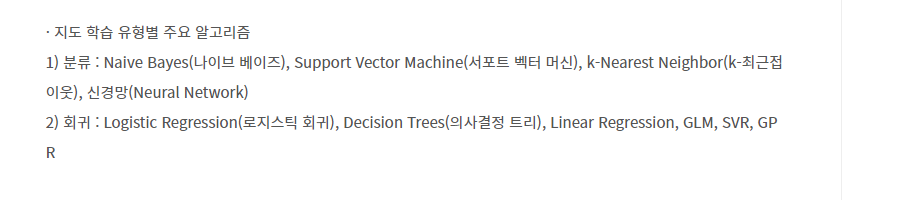 · 지도 학습 유형별 주요 알고리즘
1) 분류 : Naive Bayes(나이브 베이즈), Support Vector Machine(서포트 벡터 머신), k-Nearest Neighbor(k-최근접
이웃), 신경망(Neural Network)
2) 회귀 : Logistic Regression(로지스틱 회귀), Decision Trees(의사결정 트리), Linear Regression, GLM, SVR, GP
R